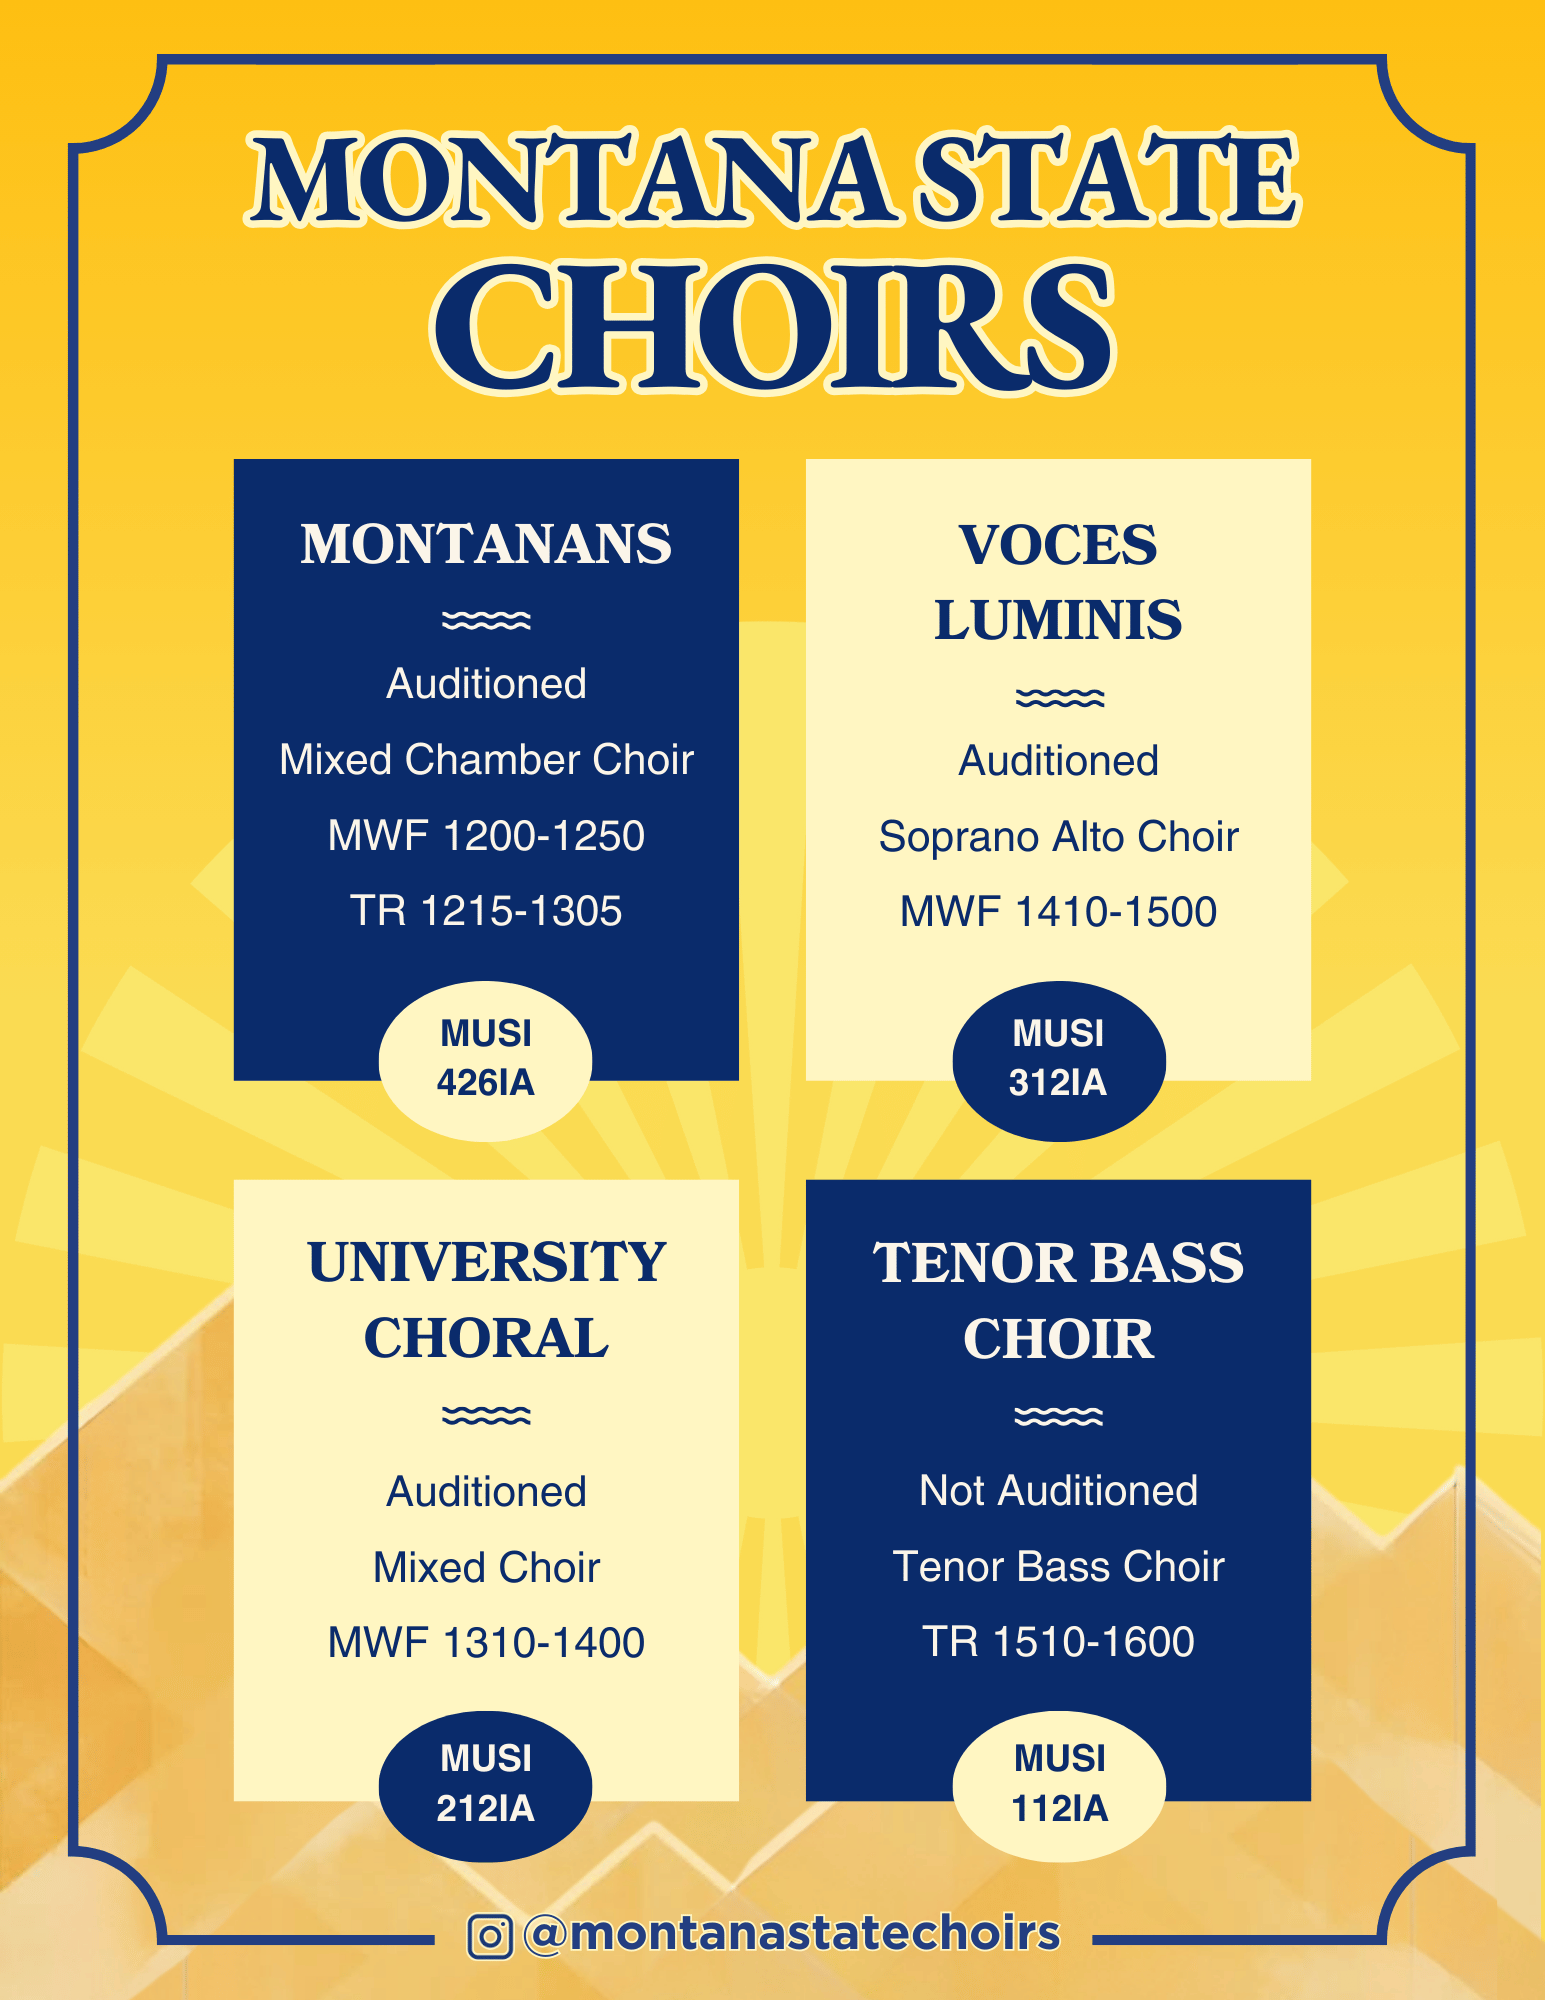 MONTANA STATE
CHOIRS
MONTANANS
Auditioned
Mixed Chamber Choir
MWF 1200-1250
TR 1215-1305
MUSI
426IA
VOCES
LUMINIS
Auditioned
Soprano Alto Choir
MWF 1410-1500
MUSI
312IA
UNIVERSITY
CHORAL
Auditioned
Mixed Choir
MWF 1310-1400
MUSI
212IA
TENOR BASS
CHOIR
Not Auditioned
Tenor Bass Choir
TR 1510-1600
MUSI
112IA
@montanastatechoirs